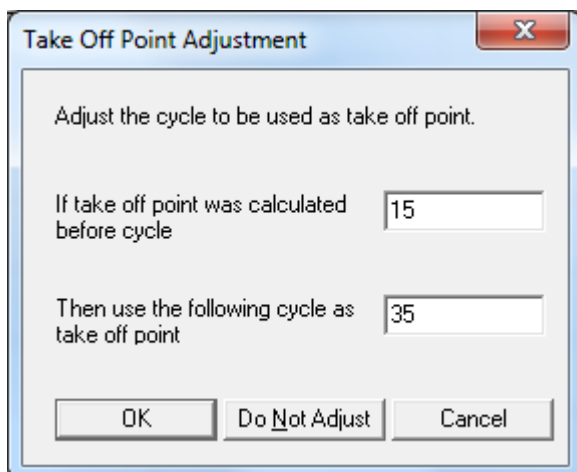 Take Off Point Adjustment
Adjust the cycle to be used as take off point.
If take off point was calculated
before cycle
15
Then use the following cycle as
take off point
35
OK
Do Not Adjust
Cancel